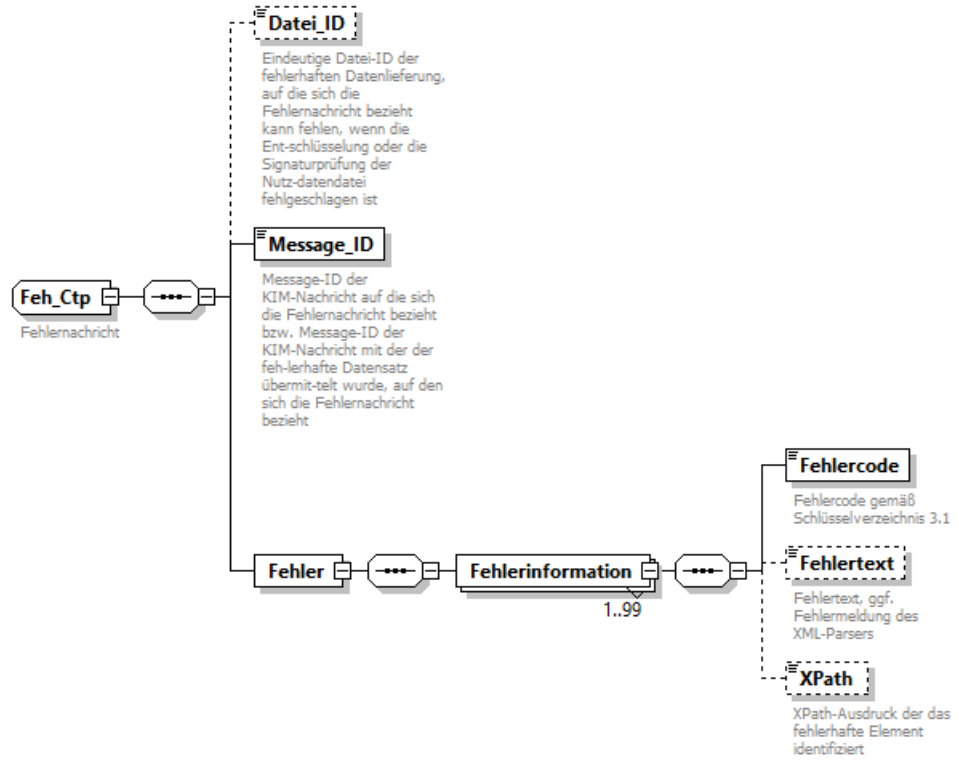 Datei_ID
Eindeutige Datei-ID der
fehlerhaften Datenlieferung,
auf die sich die
Fehlernachricht bezieht
kann fehlen, wenn die
Ent-schlüsselung oder die
Signaturprüfung der
Nutz-datendatei
fehlgeschlagen ist
Message_ID
Message-ID der
KIM-Nachricht auf die sich
die Fehlernachricht bezieht
bzw. Message-ID der
KIM-Nachricht mit der der
feh-lerhafte Datensatz
übermit-telt wurde, auf den
sich die Fehlernachricht
bezieht
Feh_Ctp
Fehlernachricht
Fehler
Fehlerinformation
1..99
Fehlercode
Fehlercode gemäß
Schlüsselverzeichnis 3.1
Fehlertext
Fehlertext, ggf.
Fehlermeldung des
XML-Parsers
XPath
XPath-Ausdruck der das
fehlerhafte Element
identifiziert